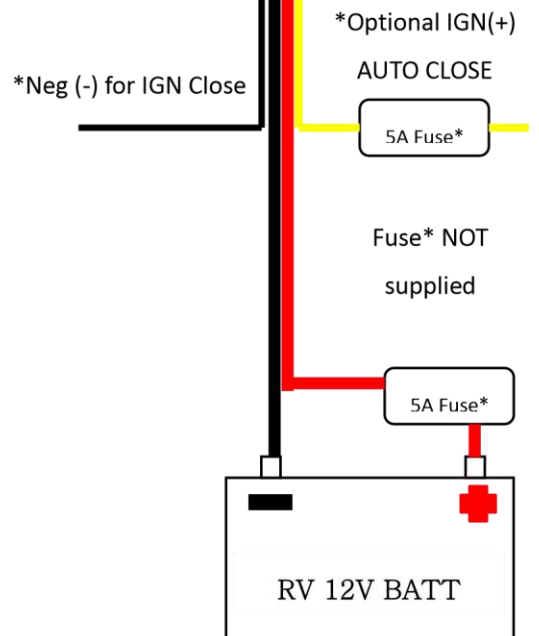 *Optional IGN(+)
AUTO CLOSE
*Neg (-) for IGN Close
5A Fuse*
Fuse* NOT
supplied
5A Fuse*
RV 12V BATT